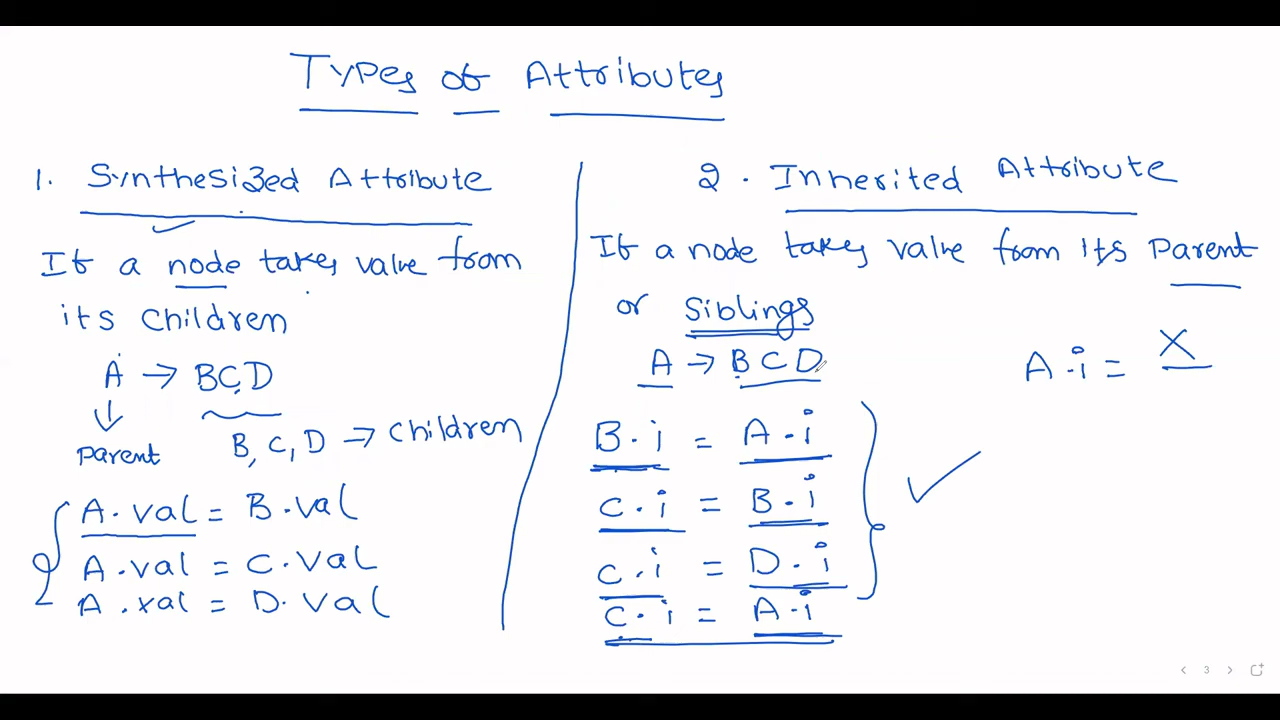 Types of Attributes
1. Synthesized Attribute
If a node takes value from
its children
A → BCD
↓
parent
B, C, D → children
A.val = B.val
A.val = C.val
A.val = D.val
2. Inherited Attribute
If a node takes value from its parent
or siblings
A → BCD
A.i = X
B.i = A.i
C.i = B.i
C.i = D.i
C.i = A.i
3